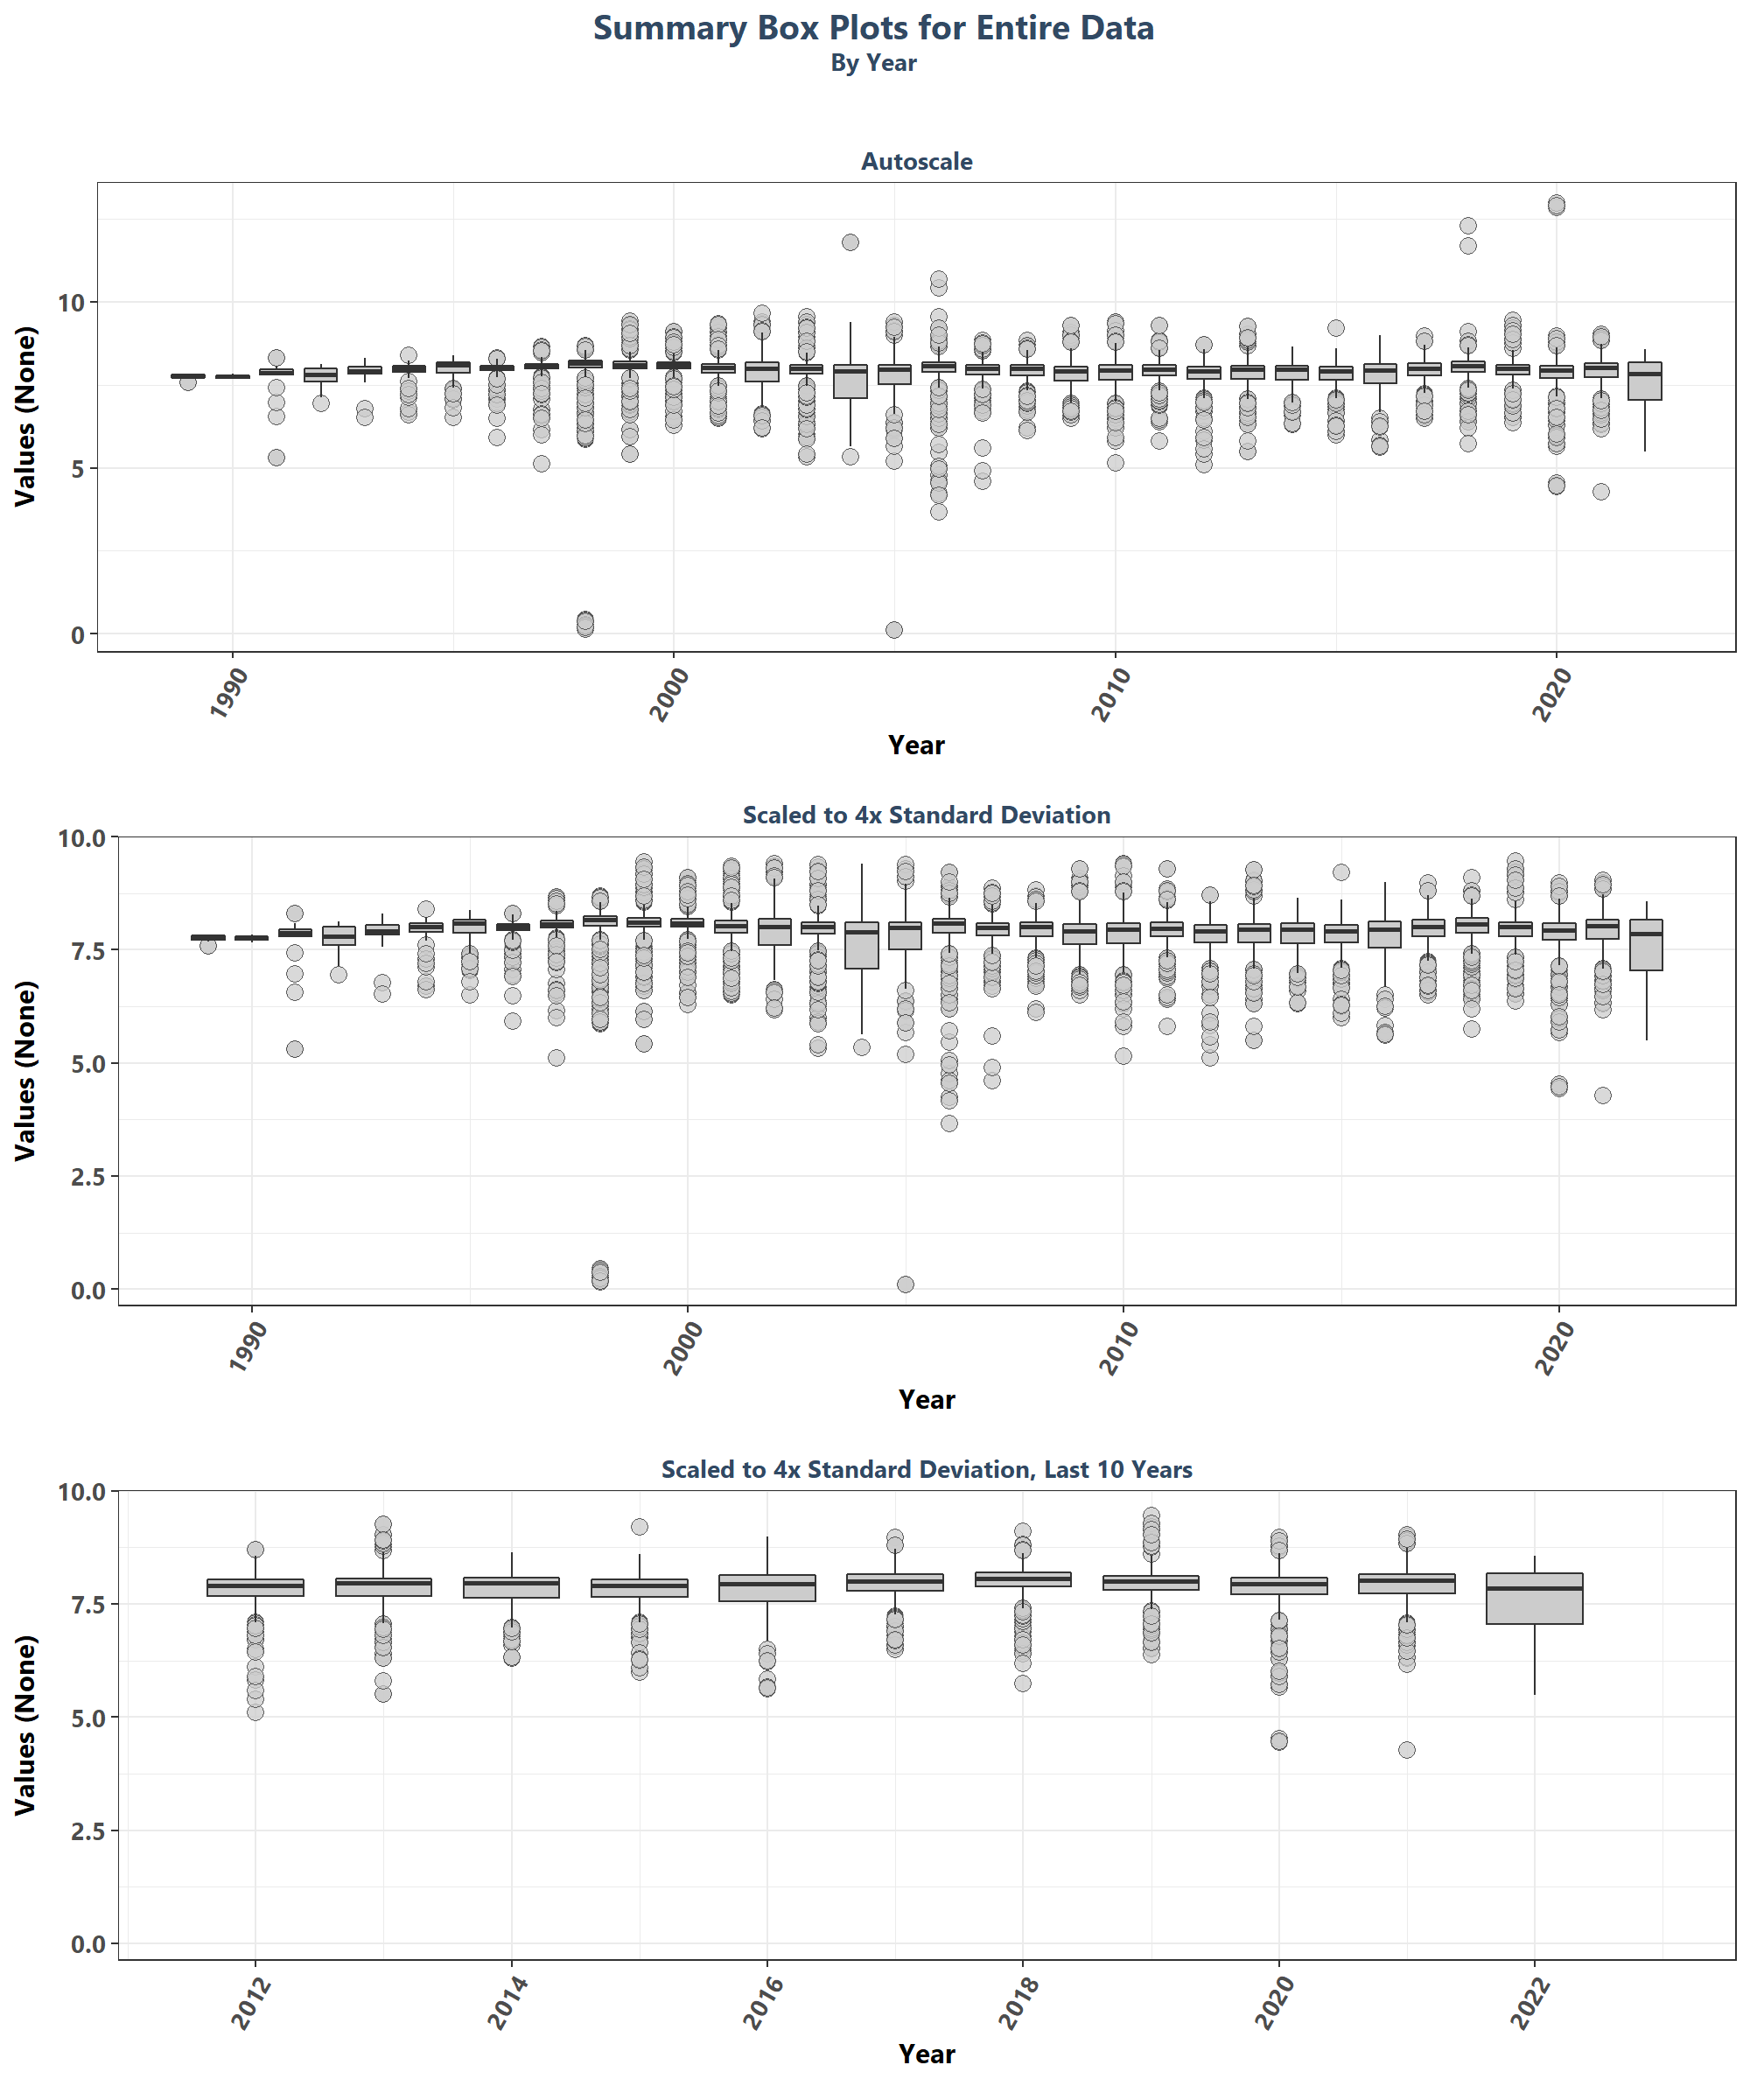 Summary Box Plots for Entire Data
By Year
Autoscale
Values (None)
10
5
0
1990
2000
2010
2020
Year
Scaled to 4x Standard Deviation
Values (None)
10.0
7.5
5.0
2.5
0.0
1990
2000
2010
2020
Year
Scaled to 4x Standard Deviation, Last 10 Years
Values (None)
10.0
7.5
5.0
2.5
0.0
2012
2014
2016
2018
2020
2022
Year